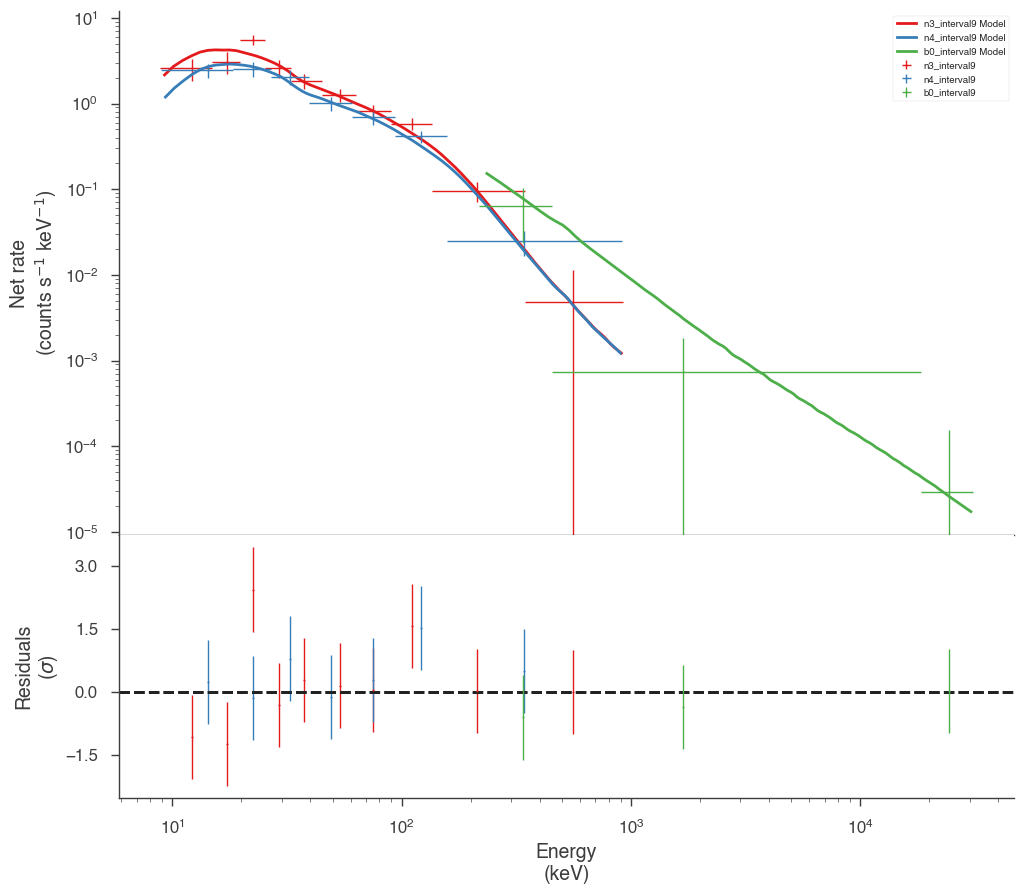 10^1
10^0
10^−1
10^−2
10^−3
10^−4
10^−5
Net rate
(counts s^−1 keV^−1)
n3_interval9 Model
n4_interval9 Model
b0_interval9 Model
n3_interval9
n4_interval9
b0_interval9
3.0
1.5
0.0
−1.5
Residuals
(σ)
10^1 10^2 10^3 10^4
Energy
(keV)